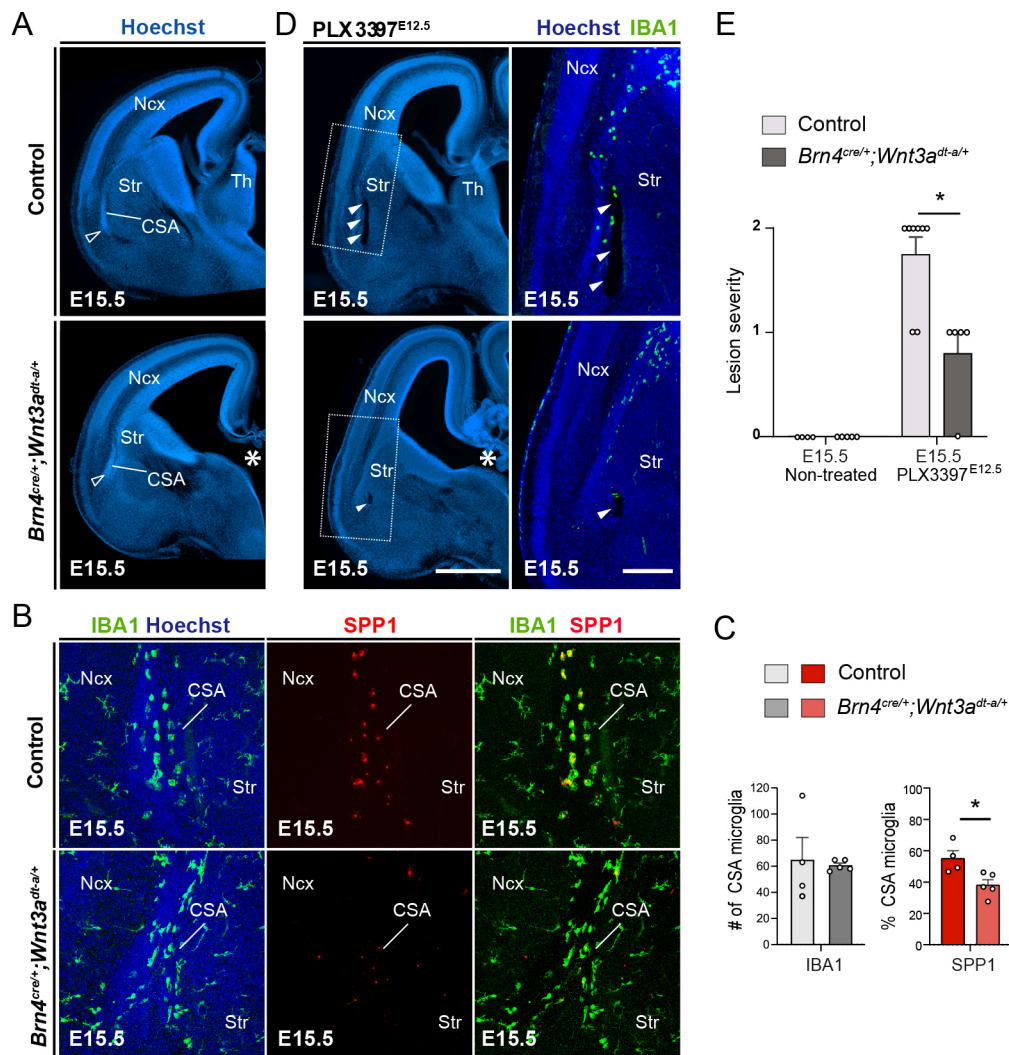 A
Hoechst
Control
Ncx
Str
CSA
Th
E15.5
Brn4cre/+;Wnt3adt-a/+
Ncx
Str
CSA
*
E15.5
D
PLX3397E12.5
Hoechst IBA1
Ncx
Str
Th
E15.5
Ncx
Str
Ncx
Str
*
E15.5
Ncx
Str
E
Control
Brn4cre/+;Wnt3adt-a/+
*
Lesion severity
2
1
0
E15.5
Non-treated
E15.5
PLX3397E12.5
B
IBA1 Hoechst
SPP1
IBA1 SPP1
Control
Ncx
CSA
Str
E15.5
Ncx
CSA
Str
E15.5
Ncx
CSA
Str
E15.5
Brn4cre/+;Wnt3adt-a/+
Ncx
CSA
Str
E15.5
Ncx
CSA
Str
E15.5
Ncx
CSA
Str
E15.5
C
Control
Brn4cre/+;Wnt3adt-a/+
# of CSA microglia
120
100
80
60
40
20
0
IBA1
% CSA microglia
100
80
60
40
20
0
*
SPP1